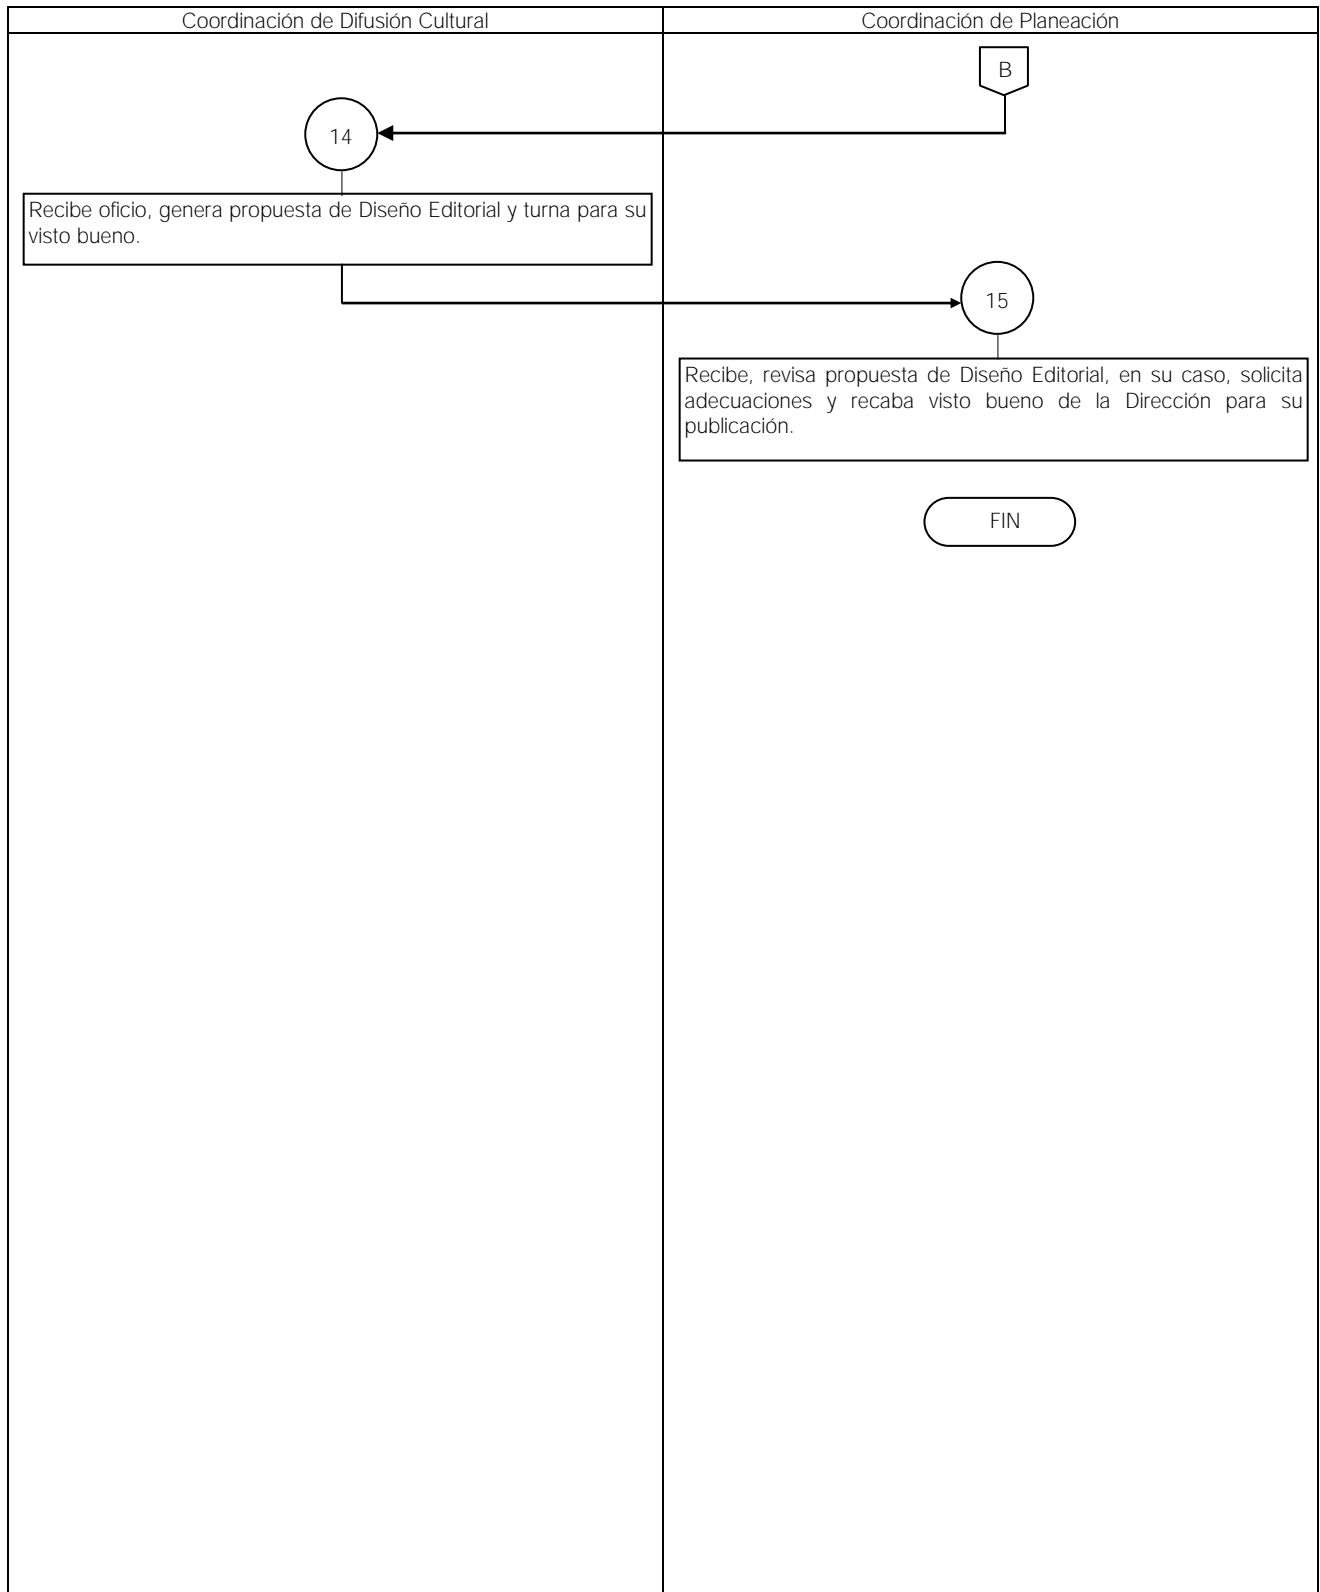 Coordinación de Difusión Cultural
Coordinación de Planeación
B
14
Recibe oficio, genera propuesta de Diseño Editorial y turna para su
visto bueno.
15
Recibe, revisa propuesta de Diseño Editorial, en su caso, solicita
adecuaciones y recaba visto bueno de la Dirección para su
publicación.
FIN